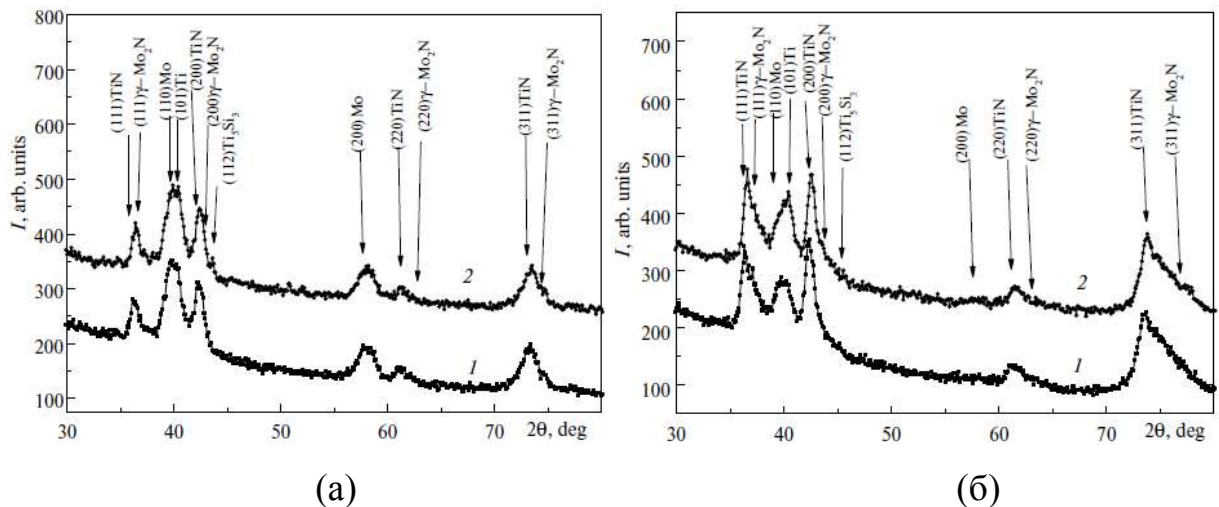 800
700
600
500
400
300
200
100
I, arb. units
(111)TiN
(111)γ–Mo₂N
(110)Mo
(101)Ti
(200)TiN
(200)γ–Mo₂N
(112)Ti₅Si₃
(200)Mo
(220)TiN
(220)γ–Mo₂N
(311)TiN
(311)γ–Mo₂N
2
1
30 40 50 60 70 2θ, deg
(а)
700
600
500
400
300
200
100
I, arb. units
(111)TiN
(111)γ–Mo₂N
(110)Mo
(101)Ti
(200)TiN
(200)γ–Mo₂N
(112)Ti₅Si₃
(200)Mo
(220)TiN
(220)γ–Mo₂N
(311)TiN
(311)γ–Mo₂N
2
1
30 40 50 60 70 2θ, deg
(б)